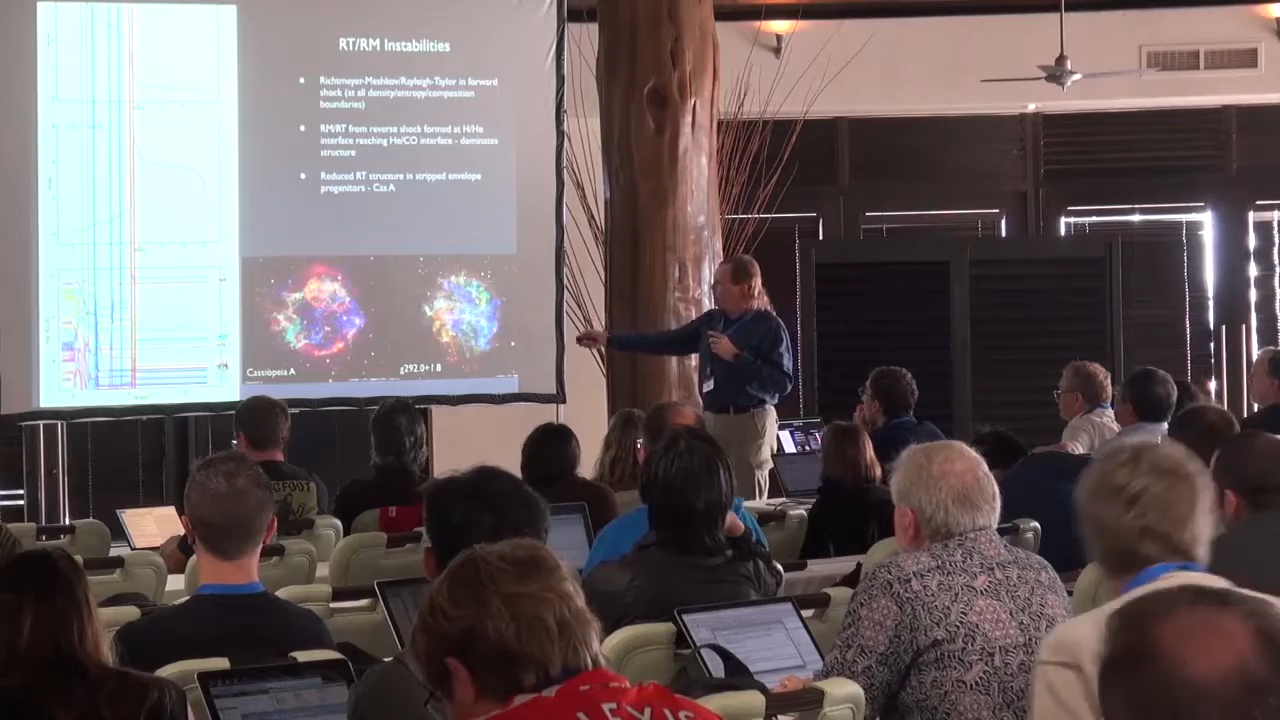 RT/RM Instabilities
Richtmeyer-Meshkov/Rayleigh-Taylor in forward
shock (at all density/entropy/composition
boundaries)
RM/RT from reverse shock formed at H/He
interface reaching He/CO interface - dominates
structure
Reduced RT structure in stripped envelope
progenitors - Cas A
Cassiopeia A
g292.0+1.8